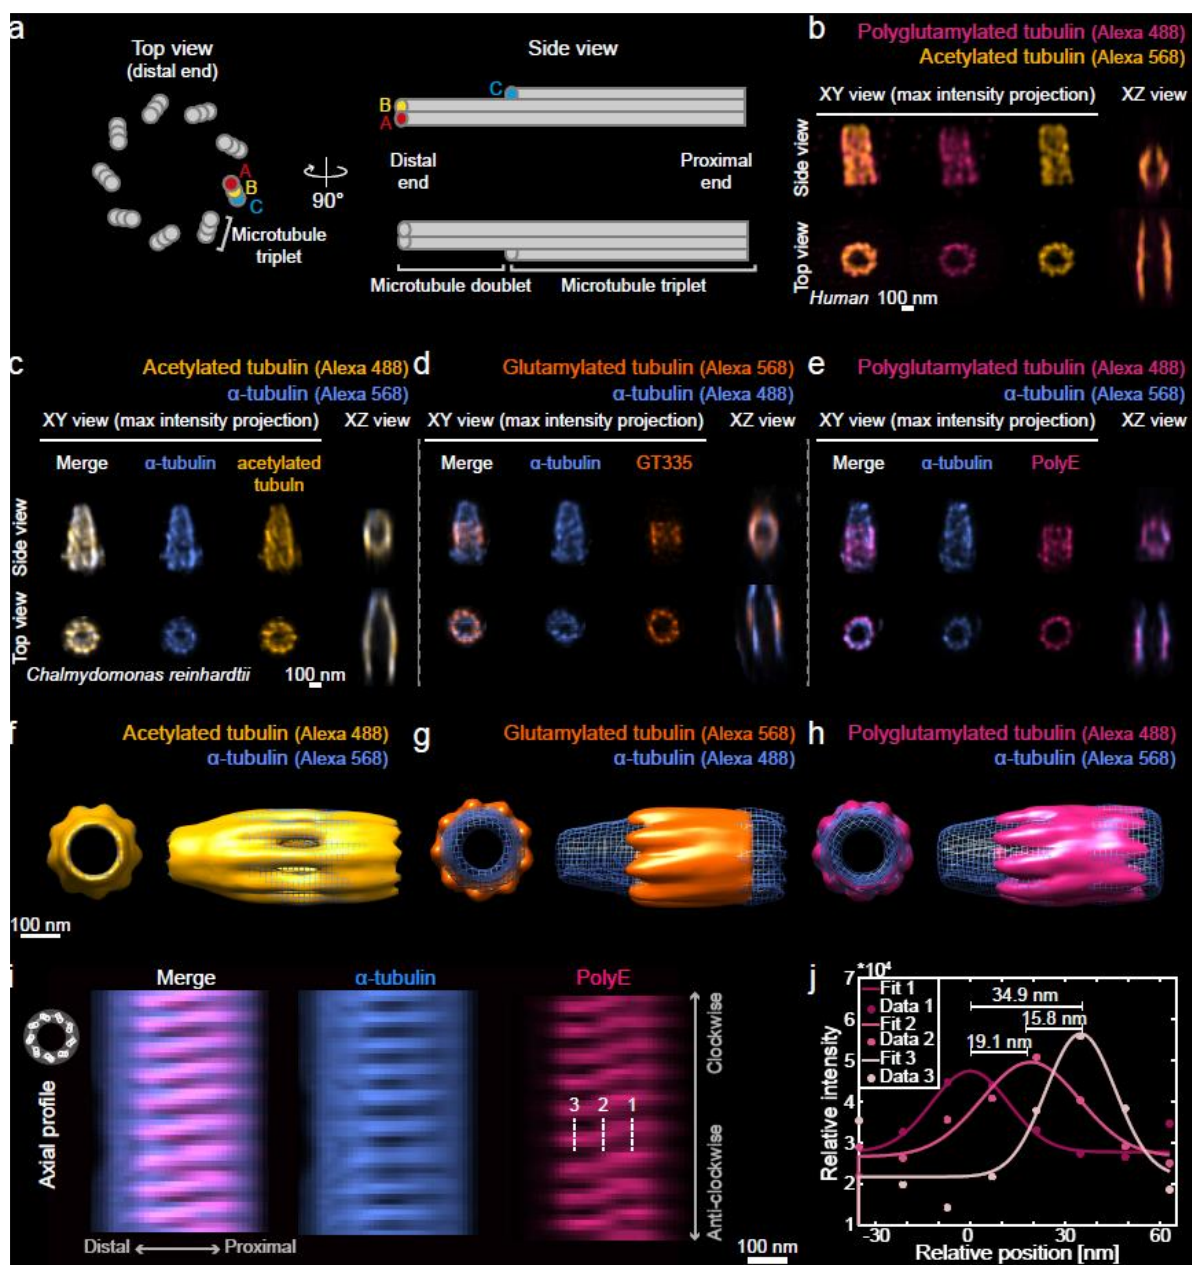 a
Top view
(distal end)
A
B
C
90°
Microtubule
triplet
Side view
C
B
A
Distal
end
Proximal
end
Microtubule doublet
Microtubule triplet
b
Polyglutamylated tubulin (Alexa 488)
Acetylated tubulin (Alexa 568)
XY view (max intensity projection)
XZ view
Side view
Top view
Human
100 nm
c
Acetylated tubulin (Alexa 488)
α-tubulin (Alexa 568)
XY view (max intensity projection)
XZ view
Merge
α-tubulin
acetylated
tubuln
Side view
Top view
Chalmydomonas reinhardtii
100 nm
d
Glutamylated tubulin (Alexa 568)
α-tubulin (Alexa 488)
XY view (max intensity projection)
XZ view
Merge
α-tubulin
GT335
e
Polyglutamylated tubulin (Alexa 488)
α-tubulin (Alexa 568)
XY view (max intensity projection)
XZ view
Merge
α-tubulin
PolyE
f
Acetylated tubulin (Alexa 488)
α-tubulin (Alexa 568)
100 nm
g
Glutamylated tubulin (Alexa 568)
α-tubulin (Alexa 488)
h
Polyglutamylated tubulin (Alexa 488)
α-tubulin (Alexa 568)
i
Merge
α-tubulin
PolyE
Axial profile
3 2 1
Clockwise
Anti-clockwise
Distal
Proximal
100 nm
j
*10⁴
Fit 1
Data 1
Fit 2
Data 2
Fit 3
Data 3
34.9 nm
15.8 nm
19.1 nm
Relative intensity
7
6
5
4
3
2
1
-30 0 30 60
Relative position [nm]